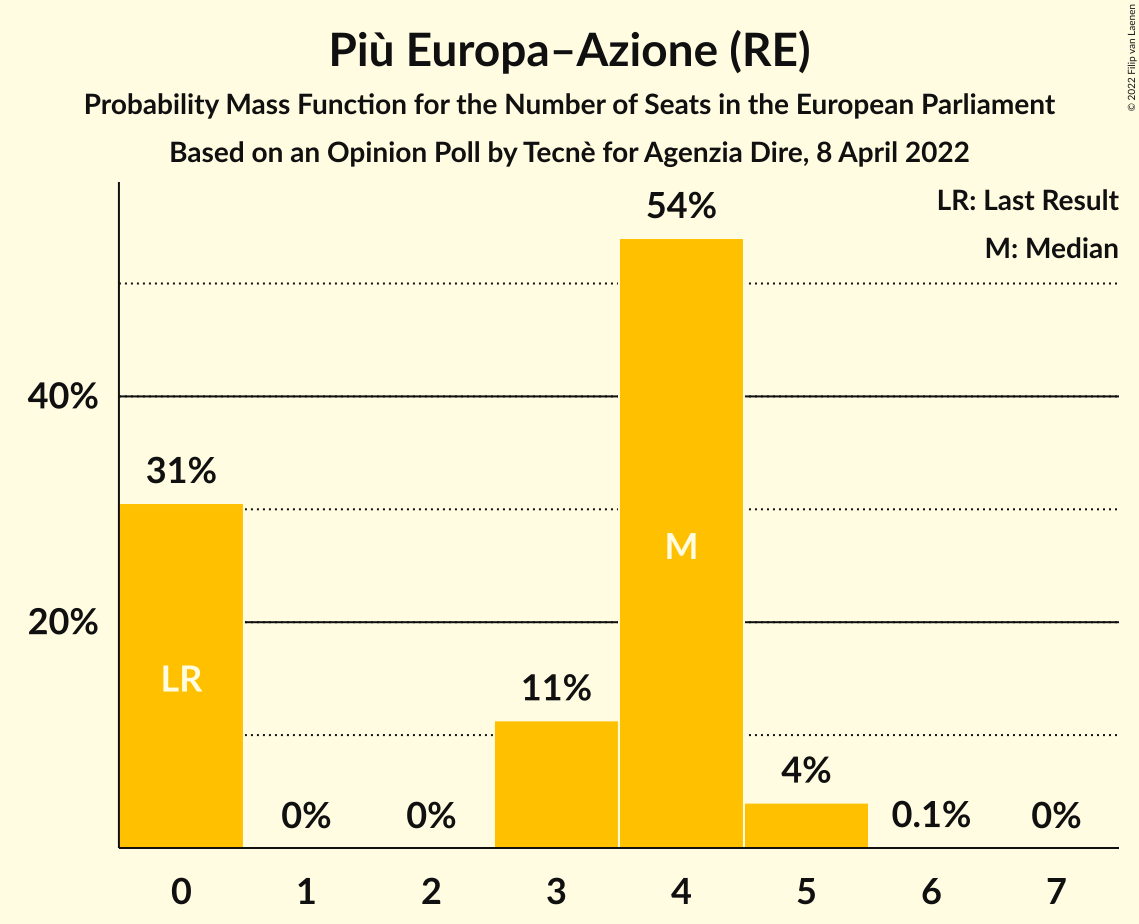 Più Europa–Azione (RE)
Probability Mass Function for the Number of Seats in the European Parliament
Based on an Opinion Poll by Tecnè for Agenzia Dire, 8 April 2022
© 2022 Filip van Laenen
LR: Last Result
M: Median
40%
20%
31%
0%
0%
11%
54%
4%
0.1%
0%
LR
M
0 1 2 3 4 5 6 7